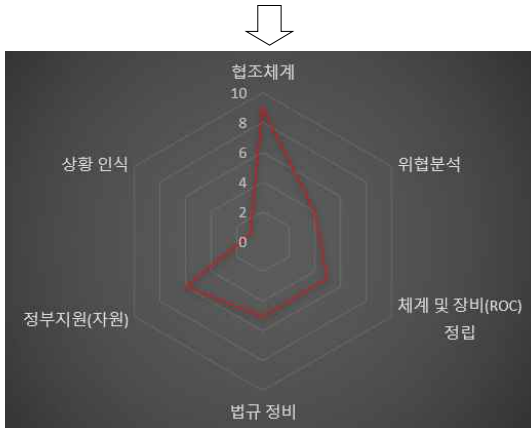 협조체계
10
8
6
4
2
0
상황 인식
위협분석
정부지원(자원)
체계 및 장비(ROC)
정립
법규 정비